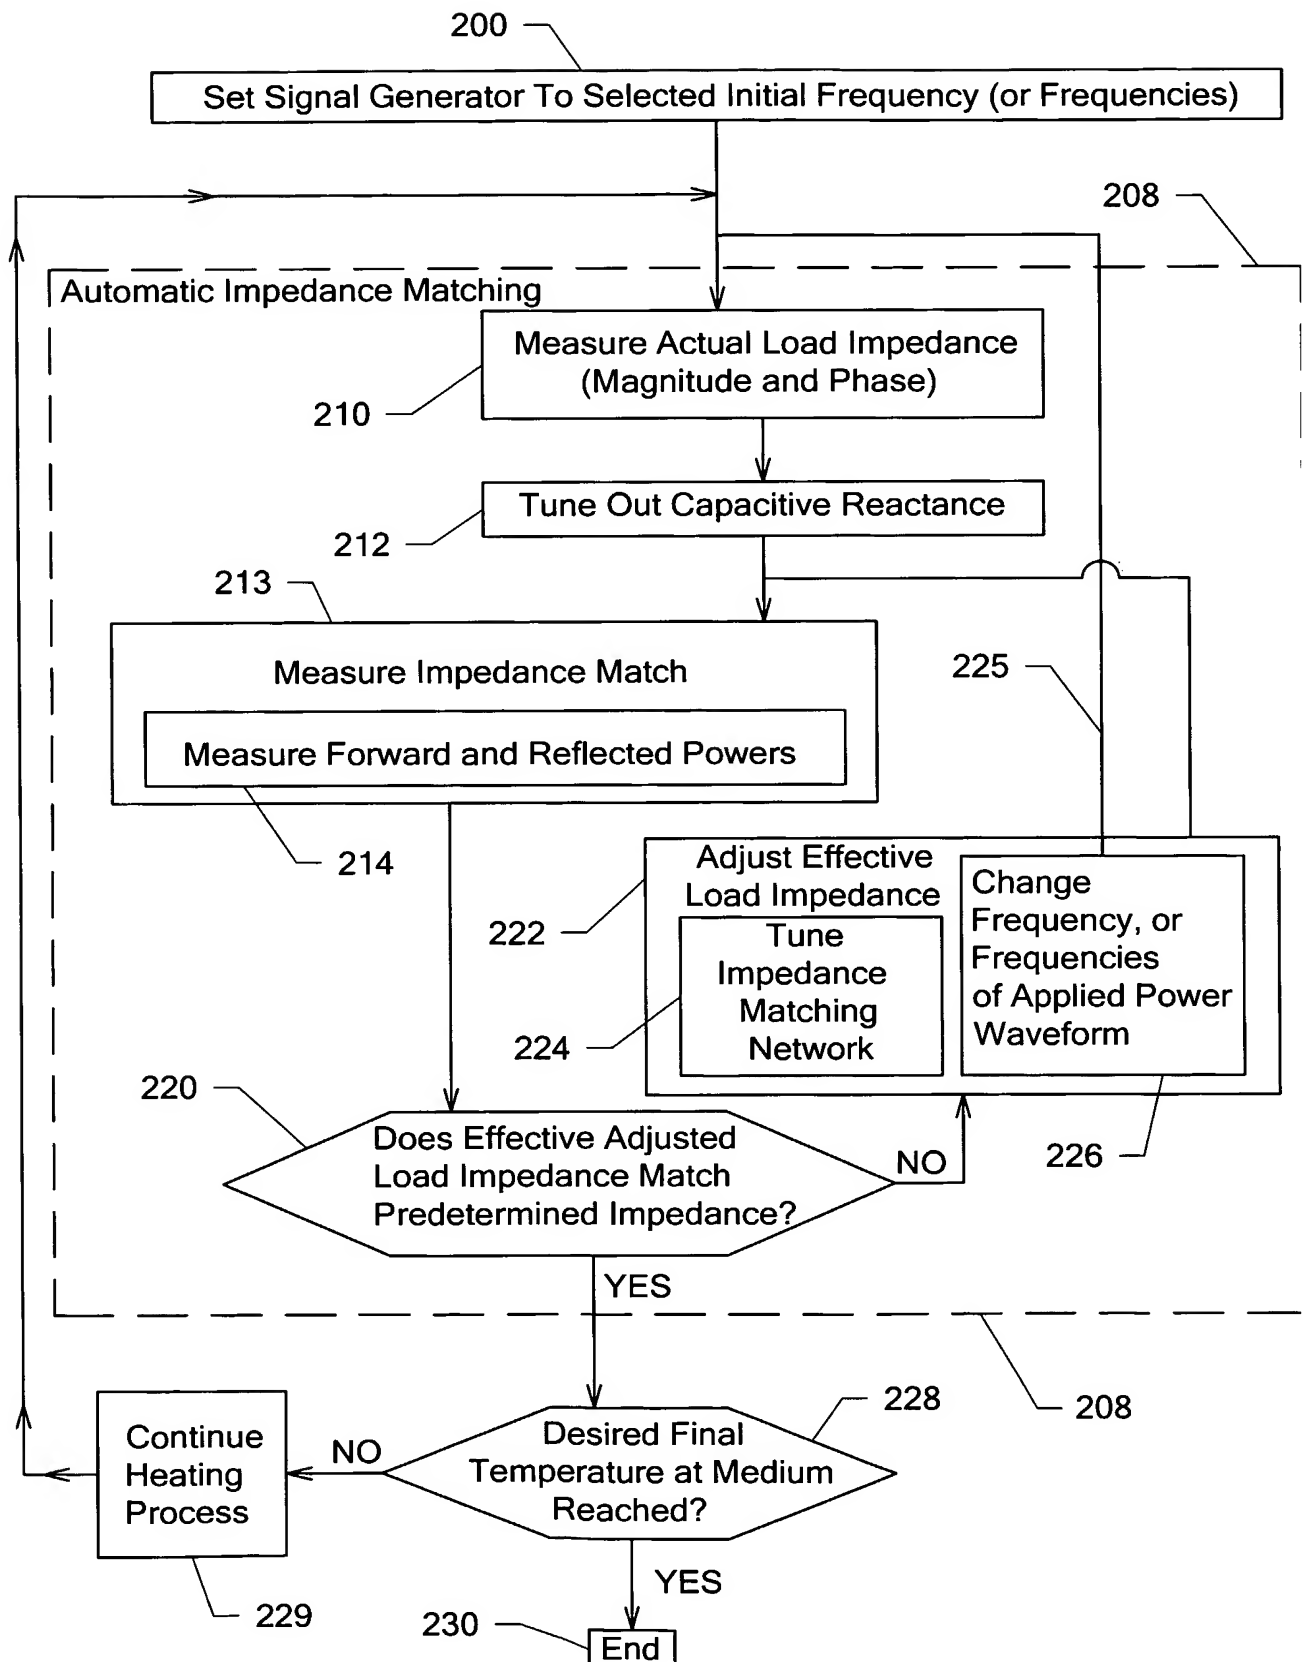 200
Set Signal Generator To Selected Initial Frequency (or Frequencies)
208
Automatic Impedance Matching
Measure Actual Load Impedance
(Magnitude and Phase)
210
Tune Out Capacitive Reactance
212
213
Measure Impedance Match
225
Measure Forward and Reflected Powers
214
Adjust Effective
Load Impedance
222
Tune
Impedance
Matching
Network
224
Change
Frequency, or
Frequencies
of Applied Power
Waveform
226
220
Does Effective Adjusted
Load Impedance Match
Predetermined Impedance?
NO
YES
208
228
Desired Final
Temperature at Medium
Reached?
NO
Continue
Heating
Process
229
YES
230
End